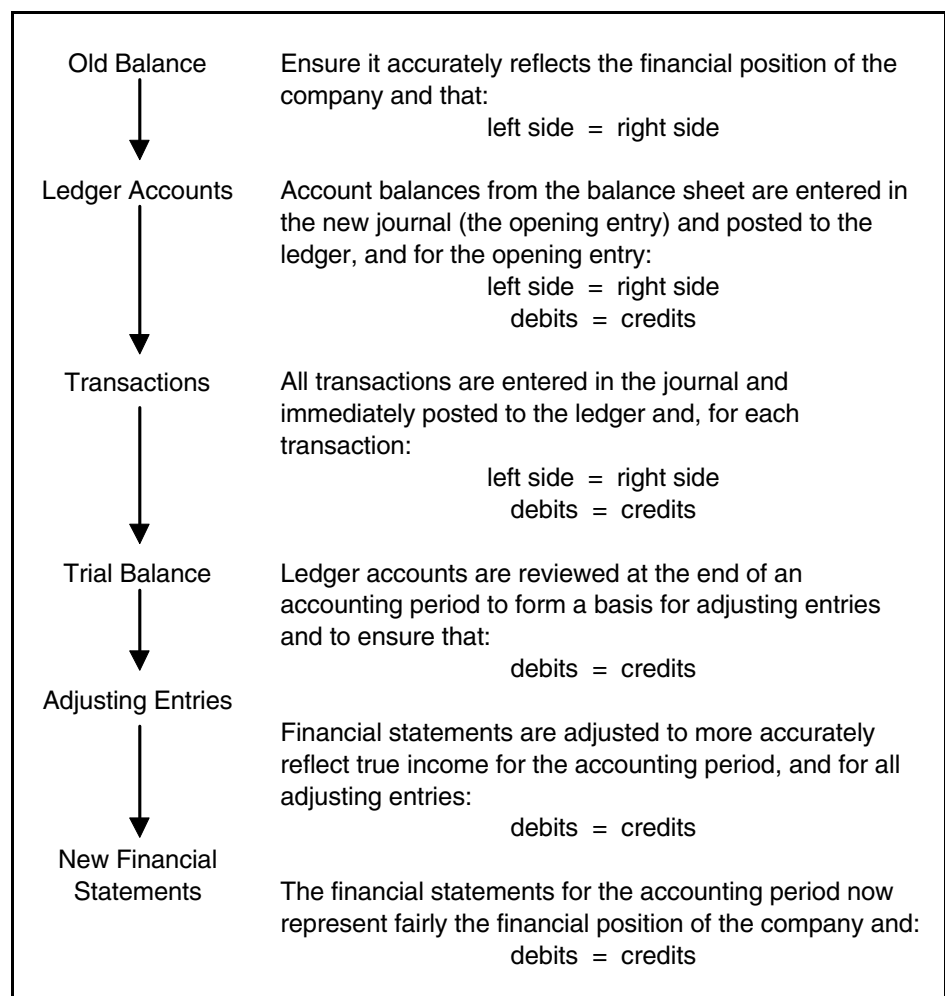 Old Balance
Ensure it accurately reflects the financial position of the
company and that:
left side = right side
Ledger Accounts
Account balances from the balance sheet are entered in
the new journal (the opening entry) and posted to the
ledger, and for the opening entry:
left side = right side
debits = credits
Transactions
All transactions are entered in the journal and
immediately posted to the ledger and, for each
transaction:
left side = right side
debits = credits
Trial Balance
Ledger accounts are reviewed at the end of an
accounting period to form a basis for adjusting entries
and to ensure that:
debits = credits
Adjusting Entries
Financial statements are adjusted to more accurately
reflect true income for the accounting period, and for all
adjusting entries:
debits = credits
New Financial
Statements
The financial statements for the accounting period now
represent fairly the financial position of the company and:
debits = credits